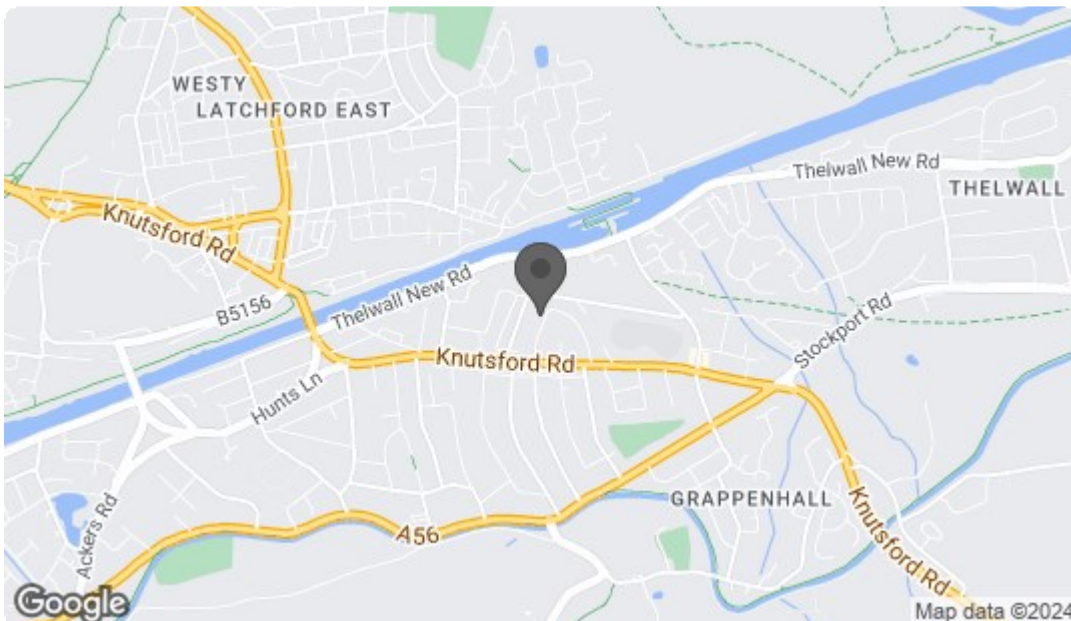 WESTY
LATCHFORD EAST
Thelwall New Rd
THELWALL
Knutsford Rd
B5156
Thelwall New Rd
Stockport Rd
Knutsford Rd
Hunts Ln
GRAPPENHALL
Knutsford Rd
Ackers Rd
A56
Google
Map data ©2024